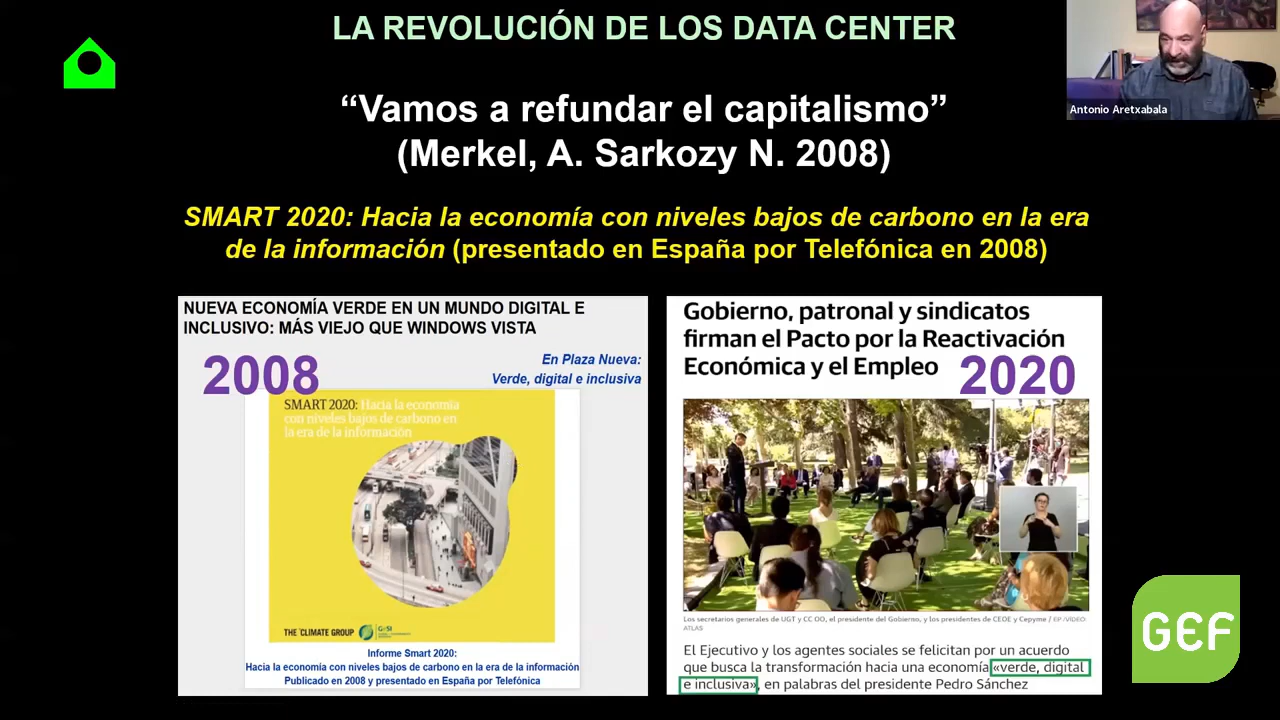 LA REVOLUCIÓN DE LOS DATA CENTER
“Vamos a refundar el capitalismo”
(Merkel, A. Sarkozy N. 2008)
Antonio Aretxabala
SMART 2020: Hacia la economía con niveles bajos de carbono en la era
de la información (presentado en España por Telefónica en 2008)
NUEVA ECONOMÍA VERDE EN UN MUNDO DIGITAL E
INCLUSIVO: MÁS VIEJO QUE WINDOWS VISTA
2008
En Plaza Nueva:
Verde, digital e inclusiva
SMART 2020: Hacia la economía
con niveles bajos de carbono en
la era de la información
THE °CLIMATE GROUP
GeSI
Informe Smart 2020:
Hacia la economía con niveles bajos de carbono en la era de la información
Publicado en 2008 y presentado en España por Telefónica
Gobierno, patronal y sindicatos
firman el Pacto por la Reactivación
Económica y el Empleo
2020
Los secretarios generales de UGT y CC OO, el presidente del Gobierno, y los presidentes de CEOE y Cepyme / EP /VÍDEO
ATLAS
El Ejecutivo y los agentes sociales se felicitan por un acuerdo
que busca la transformación hacia una economía «verde, digital
e inclusiva», en palabras del presidente Pedro Sánchez
GEF